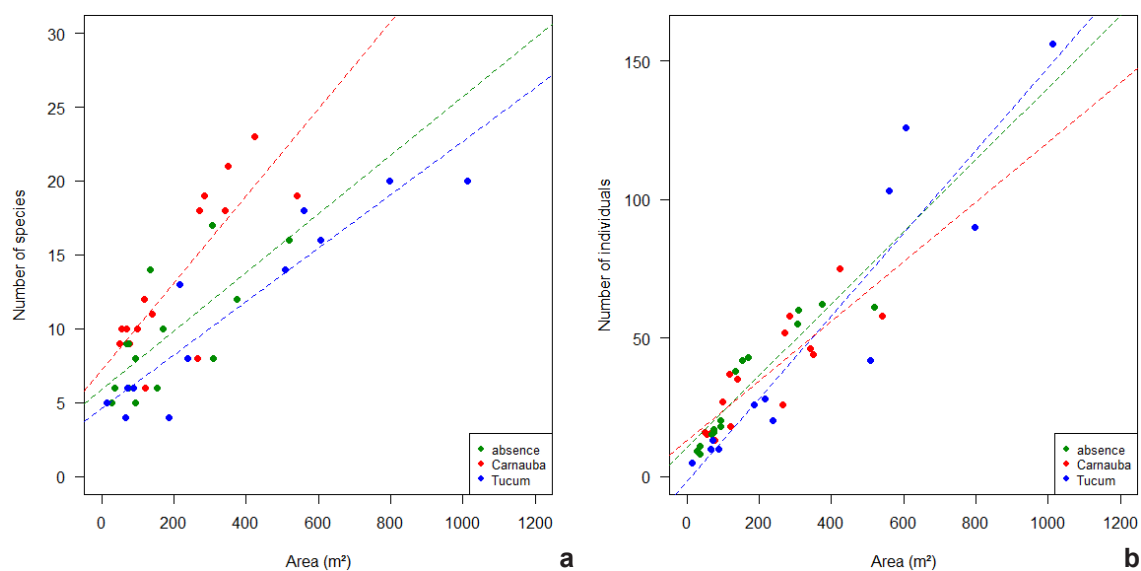 30
25
20
15
10
5
0
Number of species
0 200 400 600 800 1000 1200
Area (m²)
absence
Carnauba
Tucum
a
150
100
50
0
Number of individuals
0 200 400 600 800 1000 1200
Area (m²)
absence
Carnauba
Tucum
b